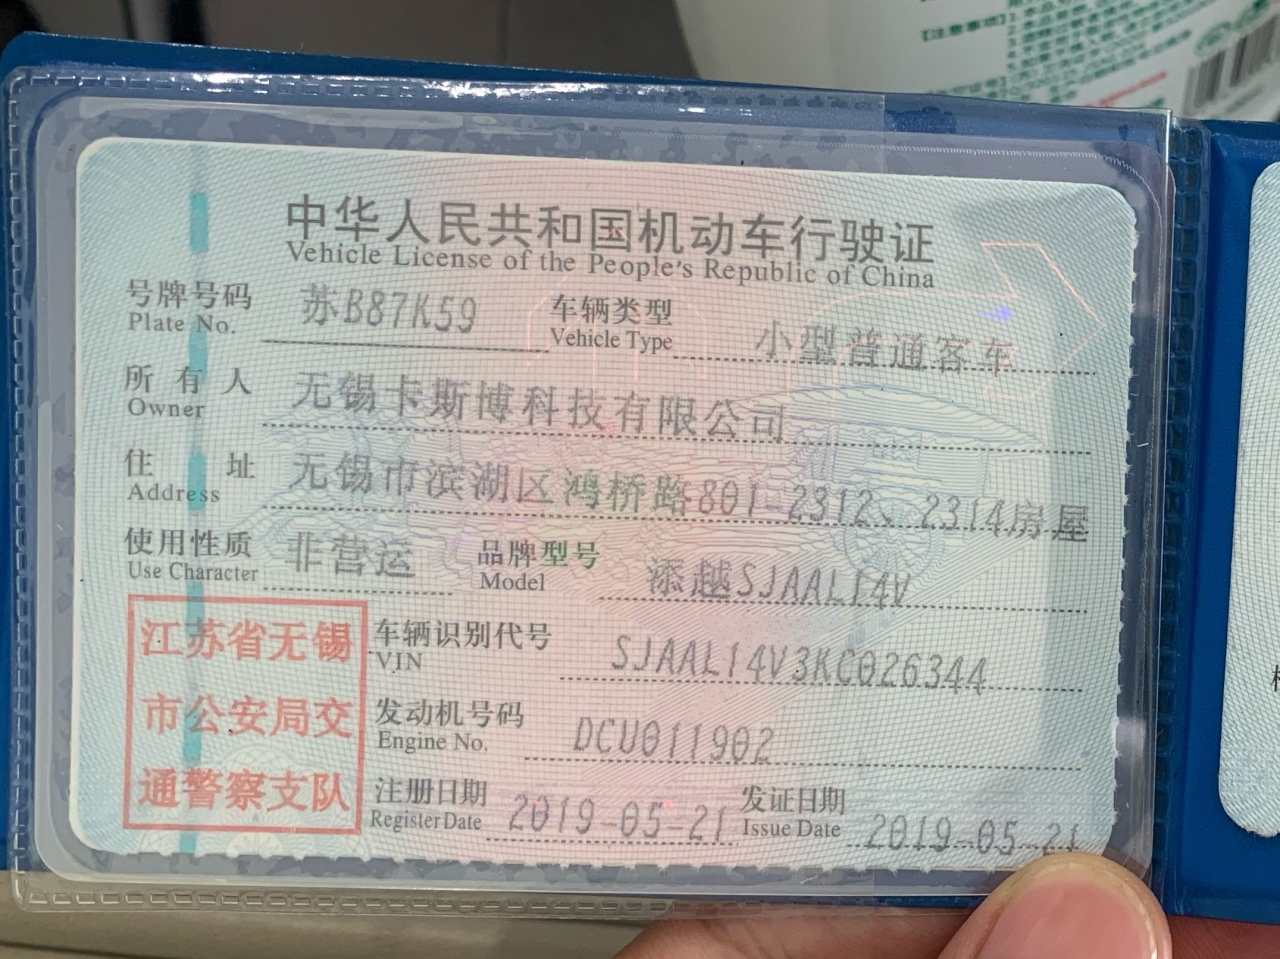 中华人民共和国机动车行驶证
Vehicle License of the People's Republic of China
号牌号码 苏B87K59 车辆类型 小型普通客车
Plate No. Vehicle Type
所有人 无锡卡斯博科技有限公司
Owner
住址 无锡市滨湖区鸿桥路801-2312、2314房屋
Address
使用性质 非营运 品牌型号 添越SJAAL14V
Use Character Model
江苏省无锡
市公安局交
通警察支队
车辆识别代号 SJAAL14V3KC026344
VIN
发动机号码 DCU011902
Engine No.
注册日期 2019-05-21 发证日期 2019-05-21
Register Date Issue Date